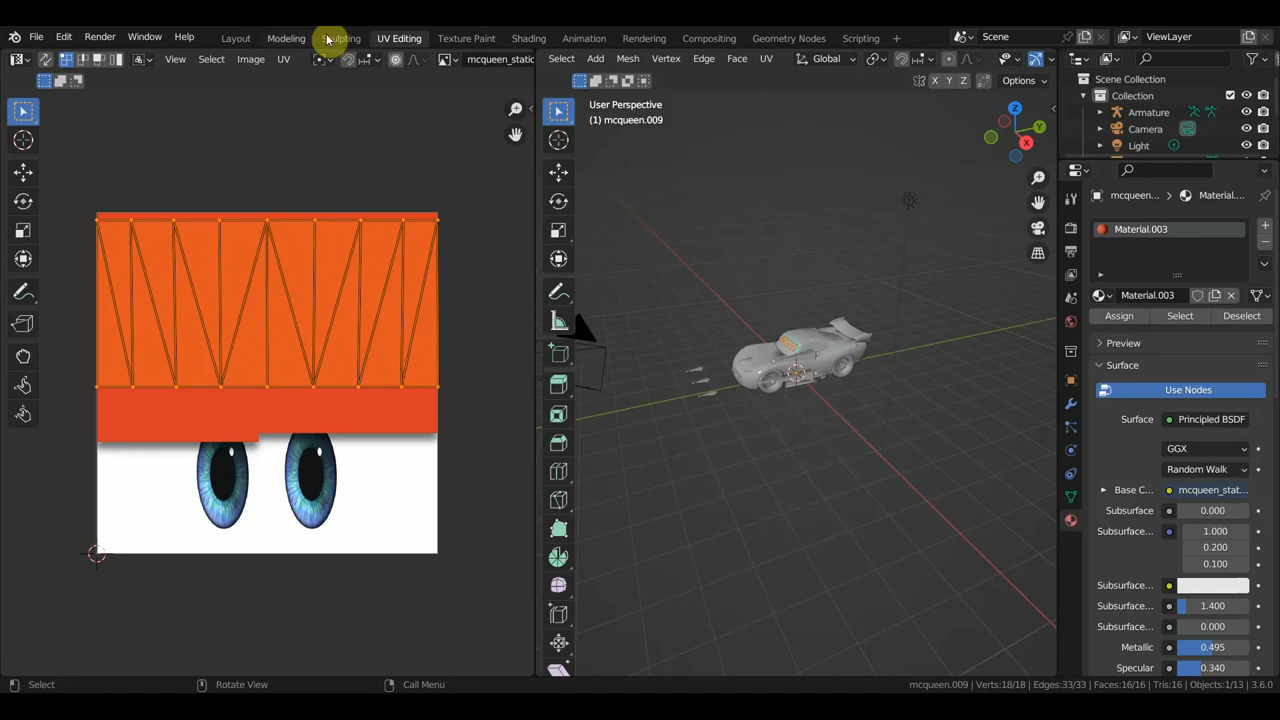 File Edit Render Window Help Layout Modeling Sculpting UV Editing Texture Paint Shading Animation Rendering Compositing Geometry Nodes Scripting + Scene ViewLayer
View Select Image UV mcqueen_static Select Add Mesh Vertex Edge Face UV Global
X Y Z Options
Scene Collection
Collection
Armature
Camera
Light
User Perspective
(1) mcqueen.009
Z
Y
X
mcqueen... Material....
Material.003
Material.003
Assign Select Deselect
Preview
Surface
Use Nodes
Surface Principled BSDF
GGX
Random Walk
Base C... mcqueen_stat...
Subsurface 0.000
Subsurface... 1.000
0.200
0.100
Subsurface...
Subsurface... 1.400
Subsurface... 0.000
Metallic 0.495
Specular 0.340
Select Rotate View Call Menu mcqueen.009 | Verts:18/18 | Edges:33/33 | Faces:16/16 | Tris:16 | Objects:1/13 | 3.6.0